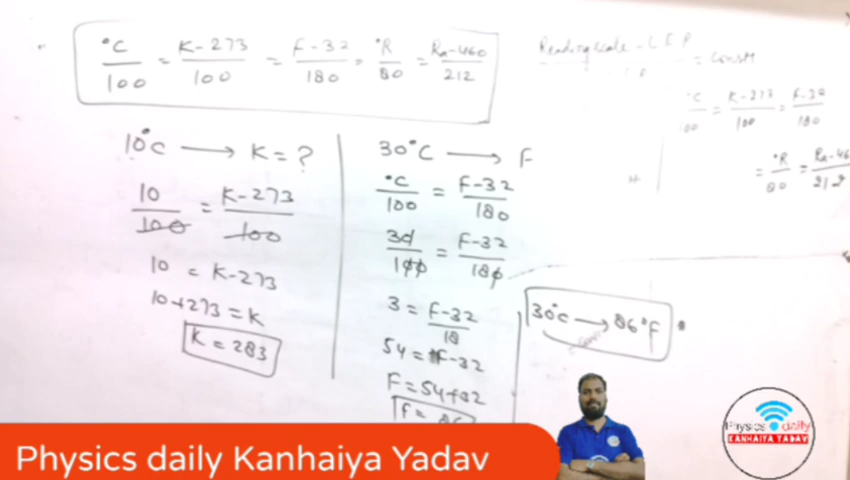 °C/100 = K-273/100 = F-32/180 = °R/80 = Ra-460/212
Reading scale - LFP = const
°C/100 = K-273/100 = F-32/180
= °R/80 = Ra-46
10°C → K = ?
10/100 = K-273/100
10 = K-273
10+273 = K
K = 283
30°C → F
°C/100 = F-32/180
30/100 = F-32/180
3 = F-32/18
54 = F-32
F = 54+32
F = 86
30°C → 86°F
Physics daily Kanhaiya Yadav
Physics daily
KANHAIYA YADAV